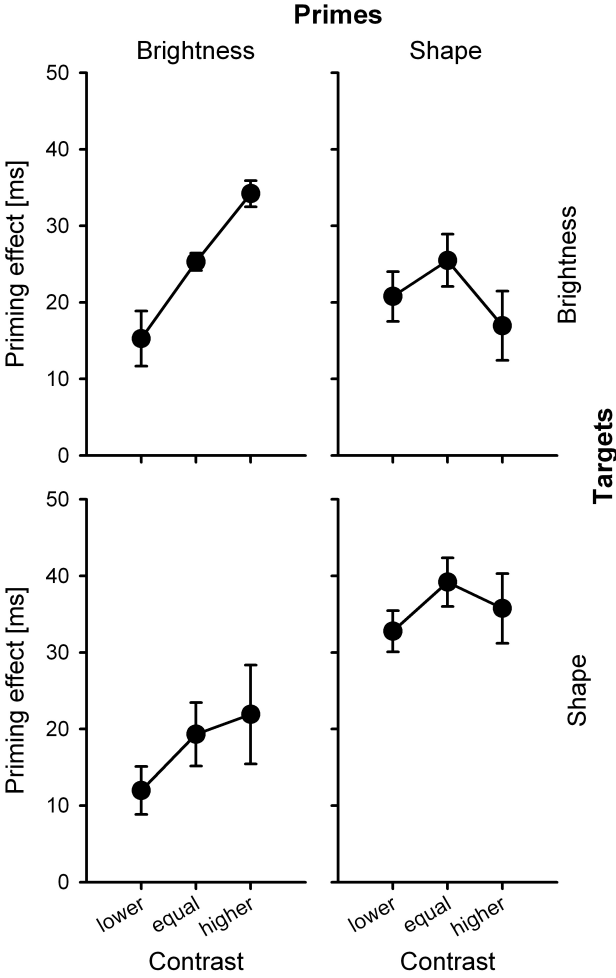 Primes
Brightness Shape
50
40
30
20
10
0
Priming effect [ms]
Brightness
Targets
50
40
30
20
10
0
Priming effect [ms]
Shape
lower equal higher lower equal higher
Contrast Contrast